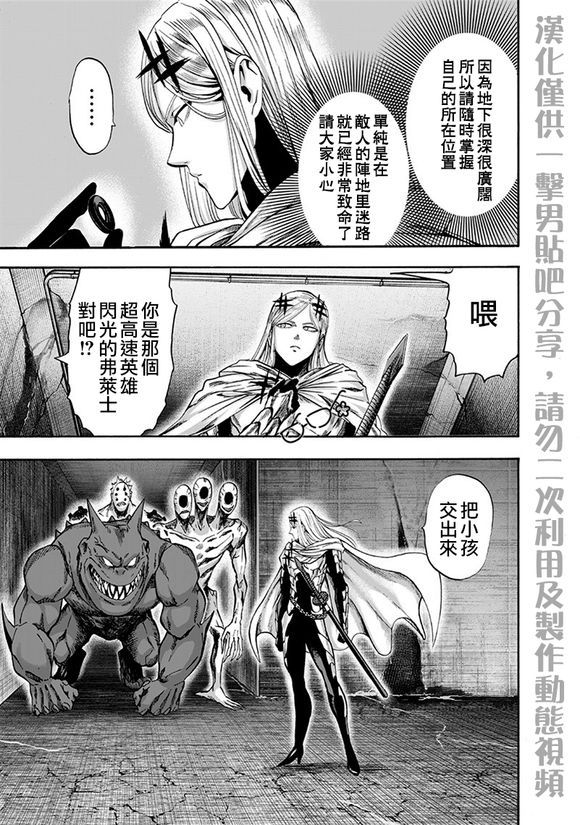 因為地下很深很廣闊
所以請隨時掌握
自己的所在位置
單純是在
敵人的陣地里迷路
就已經非常致命了
請大家小心
……
喂
你是那個
超高速英雄
閃光的弗萊士
對吧!?
把小孩
交出來
漢化僅供一擊男貼吧分享，請勿二次利用及製作動態視頻